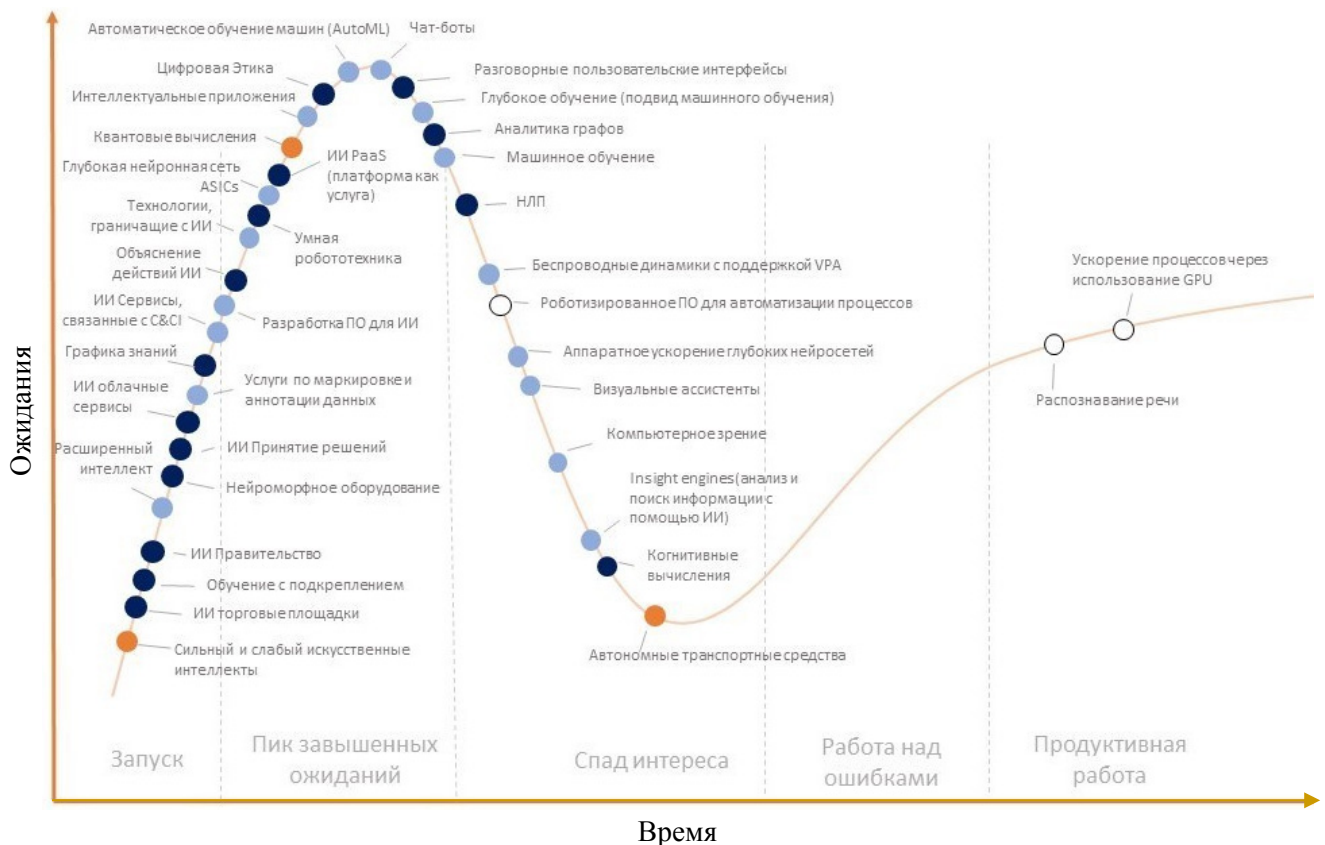 Автоматическое обучение машин (AutoML)
Чат-боты
Цифровая Этика
Разговорные пользовательские интерфейсы
Интеллектуальные приложения
Глубокое обучение (подвид машинного обучения)
Квантовые вычисления
Аналитика графов
Глубокая нейронная сеть
ASICs
ИИ PaaS
(платформа как
услуга)
Машинное обучение
Технологии,
граничащие с ИИ
НЛП
Умная
робототехника
Объяснение
действий ИИ
Беспроводные динамики с поддержкой VPA
Ускорение процессов через
использование GPU
ИИ Сервисы,
связанные с C&CI
Разработка ПО для ИИ
Роботизированное ПО для автоматизации процессов
Графика знаний
Аппаратное ускорение глубоких нейросетей
ИИ облачные
сервисы
Услуги по маркировке и
аннотации данных
Визуальные ассистенты
Распознавание речи
Расширенный
интеллект
ИИ Принятие решений
Компьютерное зрение
Нейроморфное оборудование
Insight engines(анализ и
поиск информации с
помощью ИИ)
ИИ Правительство
Когнитивные
вычисления
Обучение с подкреплением
ИИ торговые площадки
Сильный и слабый искусственные
интеллекты
Автономные транспортные средства
Ожидания
Запуск
Пик завышенных
ожиданий
Спад интереса
Работа над
ошибками
Продуктивная
работа
Время